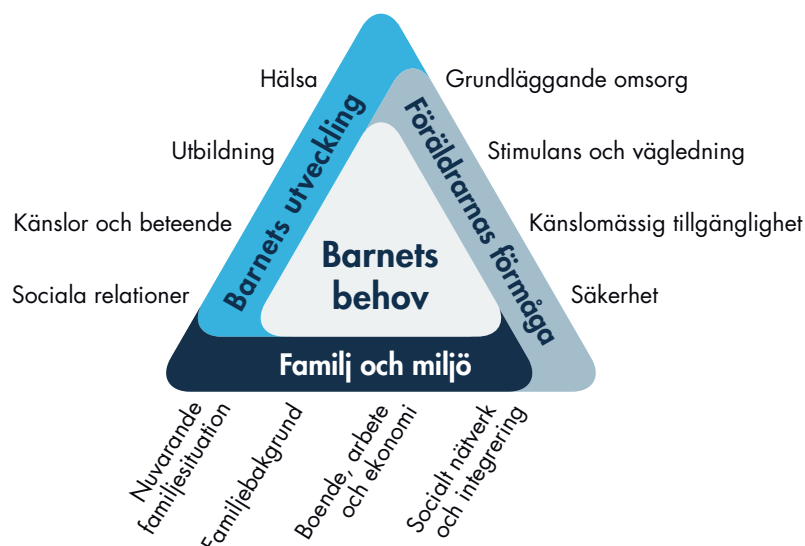 Hälsa
Utbildning
Känslor och beteende
Sociala relationer
Barnets utveckling
Grundläggande omsorg
Stimulans och vägledning
Känslomässig tillgänglighet
Säkerhet
Föräldrarnas förmåga
Barnets
behov
Familj och miljö
Nuvarande
familjesituation
Familjebakgrund
Boende, arbete
och ekonomi
Socialt nätverk
och integrering